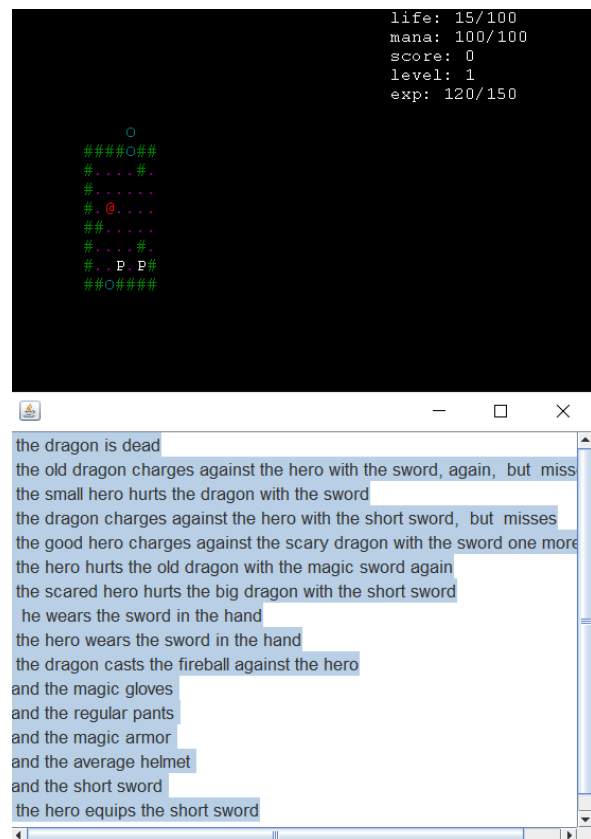 life: 15/100
mana: 100/100
score: 0
level: 1
exp: 120/150
O
####O##
#....#.
#......
#.@....
##.....
#....#.
#..P.P#
##O####
the dragon is dead
the old dragon charges against the hero with the sword, again,  but  miss
the small hero hurts the dragon with the sword
the dragon charges against the hero with the short sword,  but  misses
the good hero charges against the scary dragon with the sword one more
the hero hurts the old dragon with the magic sword again
the scared hero hurts the big dragon with the short sword
he wears the sword in the hand
the hero wears the sword in the hand
the dragon casts the fireball against the hero
and the magic gloves
and the regular pants
and the magic armor
and the average helmet
and the short sword
the hero equips the short sword